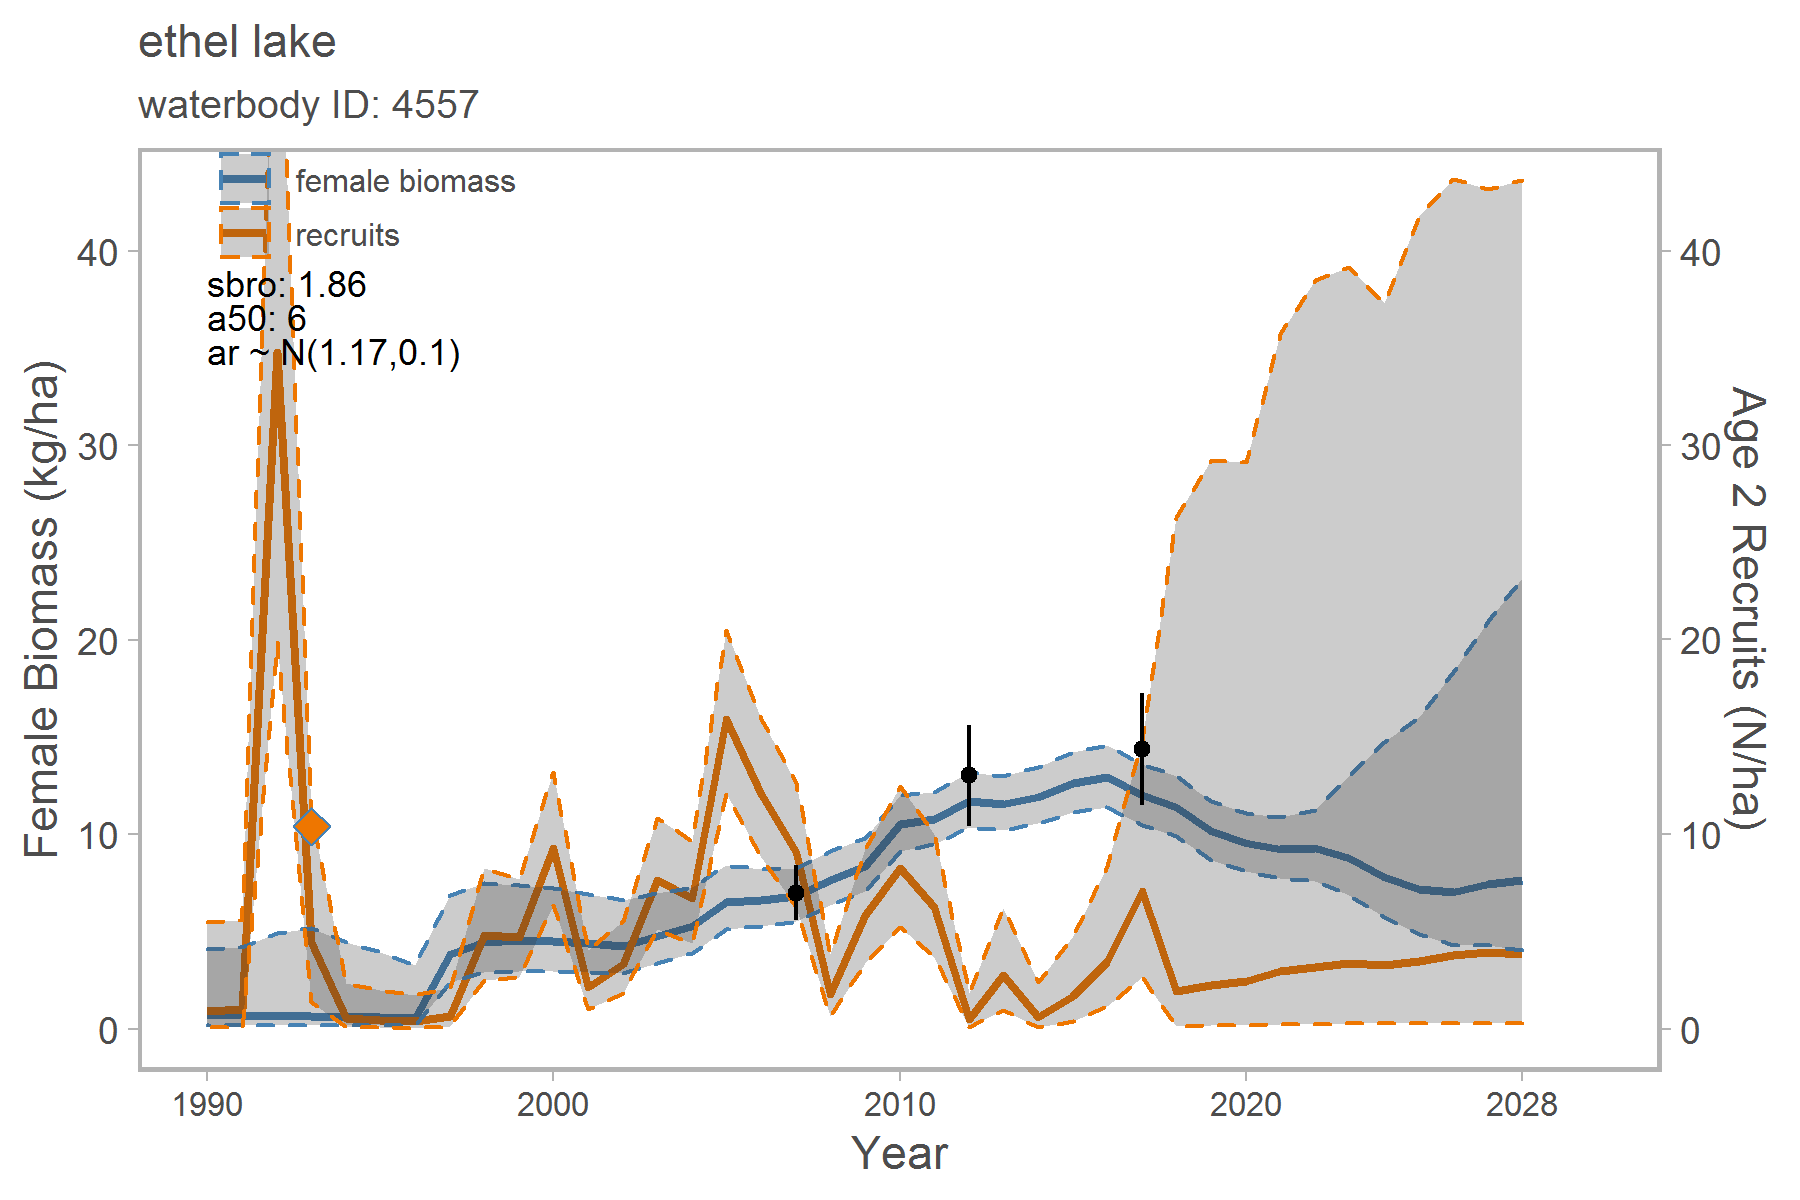 ethel lake
waterbody ID: 4557
female biomass
recruits
sbro: 1.86
a50: 6
ar ~ N(1.17,0.1)
Female Biomass (kg/ha)
40
30
20
10
0
40
30
20
10
0
Age 2 Recruits (N/ha)
1990
2000
2010
2020
2028
Year